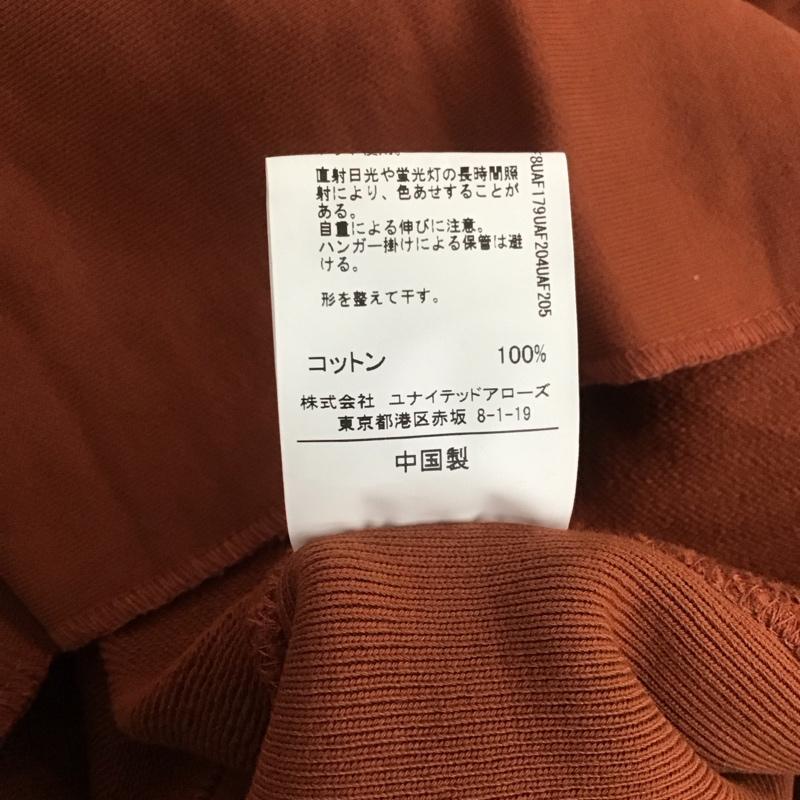 直射日光や蛍光灯の長時間照
射により、色あせすることが
ある。
自重による伸びに注意。
ハンガー掛けによる保管は避
ける。
形を整えて干す。
コットン 100%
株式会社 ユナイテッドアローズ
東京都港区赤坂 8-1-19
中国製
8UAF179UAF204UAF205